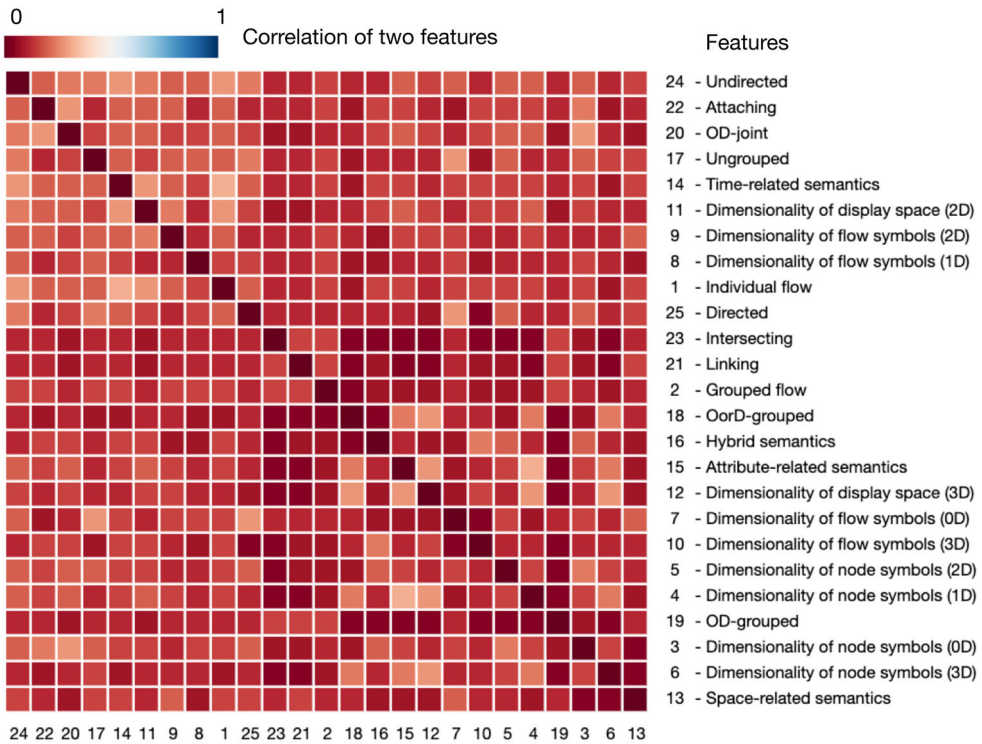 0 1
Correlation of two features
Features
24 - Undirected
22 - Attaching
20 - OD-joint
17 - Ungrouped
14 - Time-related semantics
11 - Dimensionality of display space (2D)
9 - Dimensionality of flow symbols (2D)
8 - Dimensionality of flow symbols (1D)
1 - Individual flow
25 - Directed
23 - Intersecting
21 - Linking
2 - Grouped flow
18 - OorD-grouped
16 - Hybrid semantics
15 - Attribute-related semantics
12 - Dimensionality of display space (3D)
7 - Dimensionality of flow symbols (0D)
10 - Dimensionality of flow symbols (3D)
5 - Dimensionality of node symbols (2D)
4 - Dimensionality of node symbols (1D)
19 - OD-grouped
3 - Dimensionality of node symbols (0D)
6 - Dimensionality of node symbols (3D)
13 - Space-related semantics
24 22 20 17 14 11 9 8 1 25 23 21 2 18 16 15 12 7 10 5 4 19 3 6 13